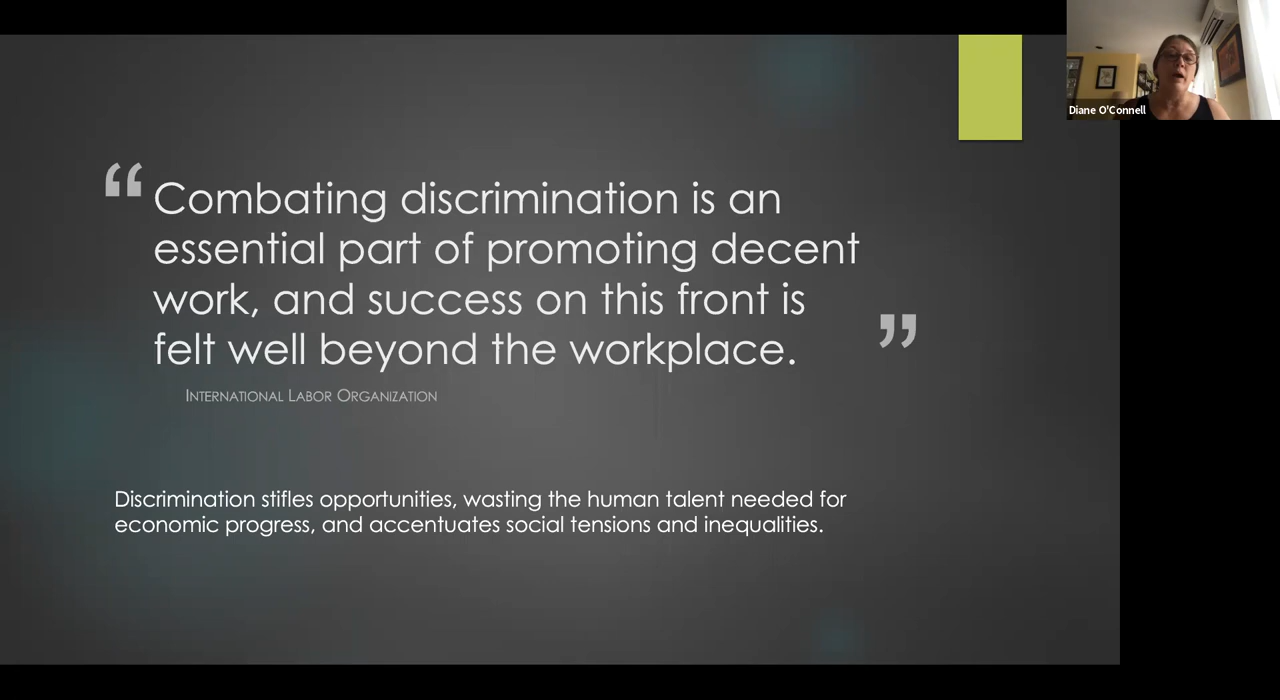 “ Combating discrimination is an
essential part of promoting decent
work, and success on this front is
felt well beyond the workplace. ”
International Labor Organization
Discrimination stifles opportunities, wasting the human talent needed for
economic progress, and accentuates social tensions and inequalities.
Diane O'Connell